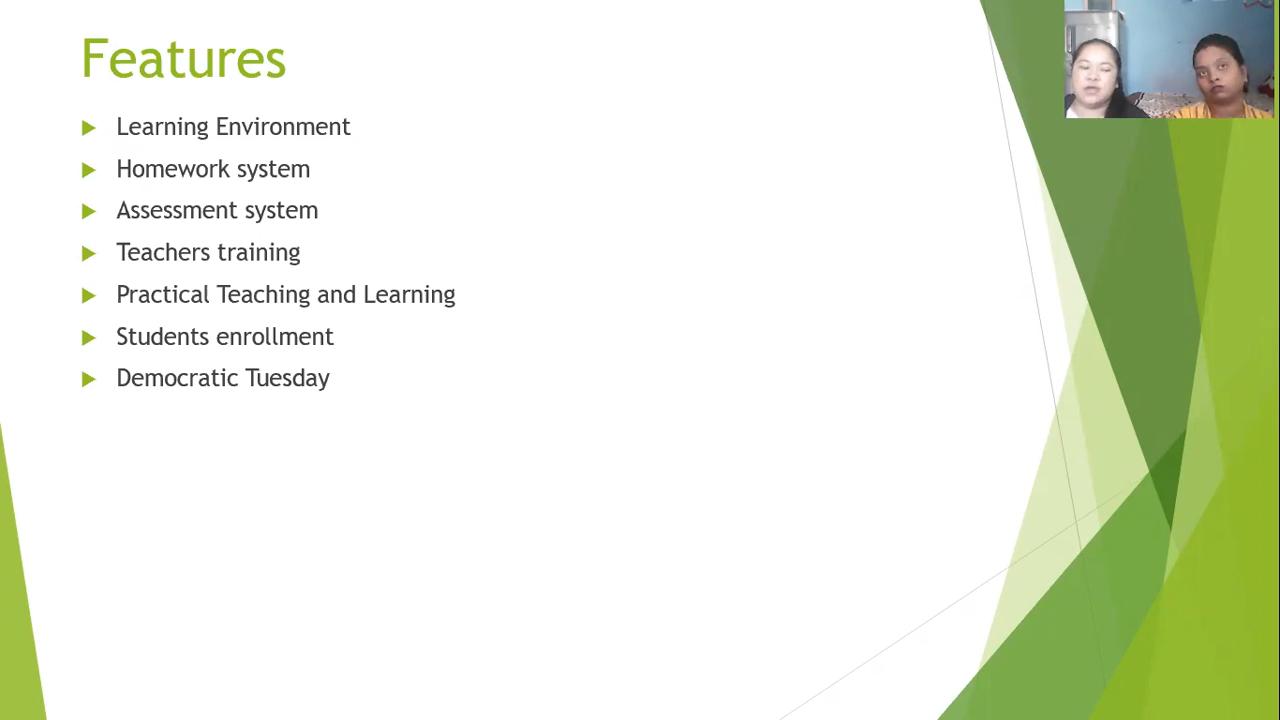 Features
Learning Environment
Homework system
Assessment system
Teachers training
Practical Teaching and Learning
Students enrollment
Democratic Tuesday